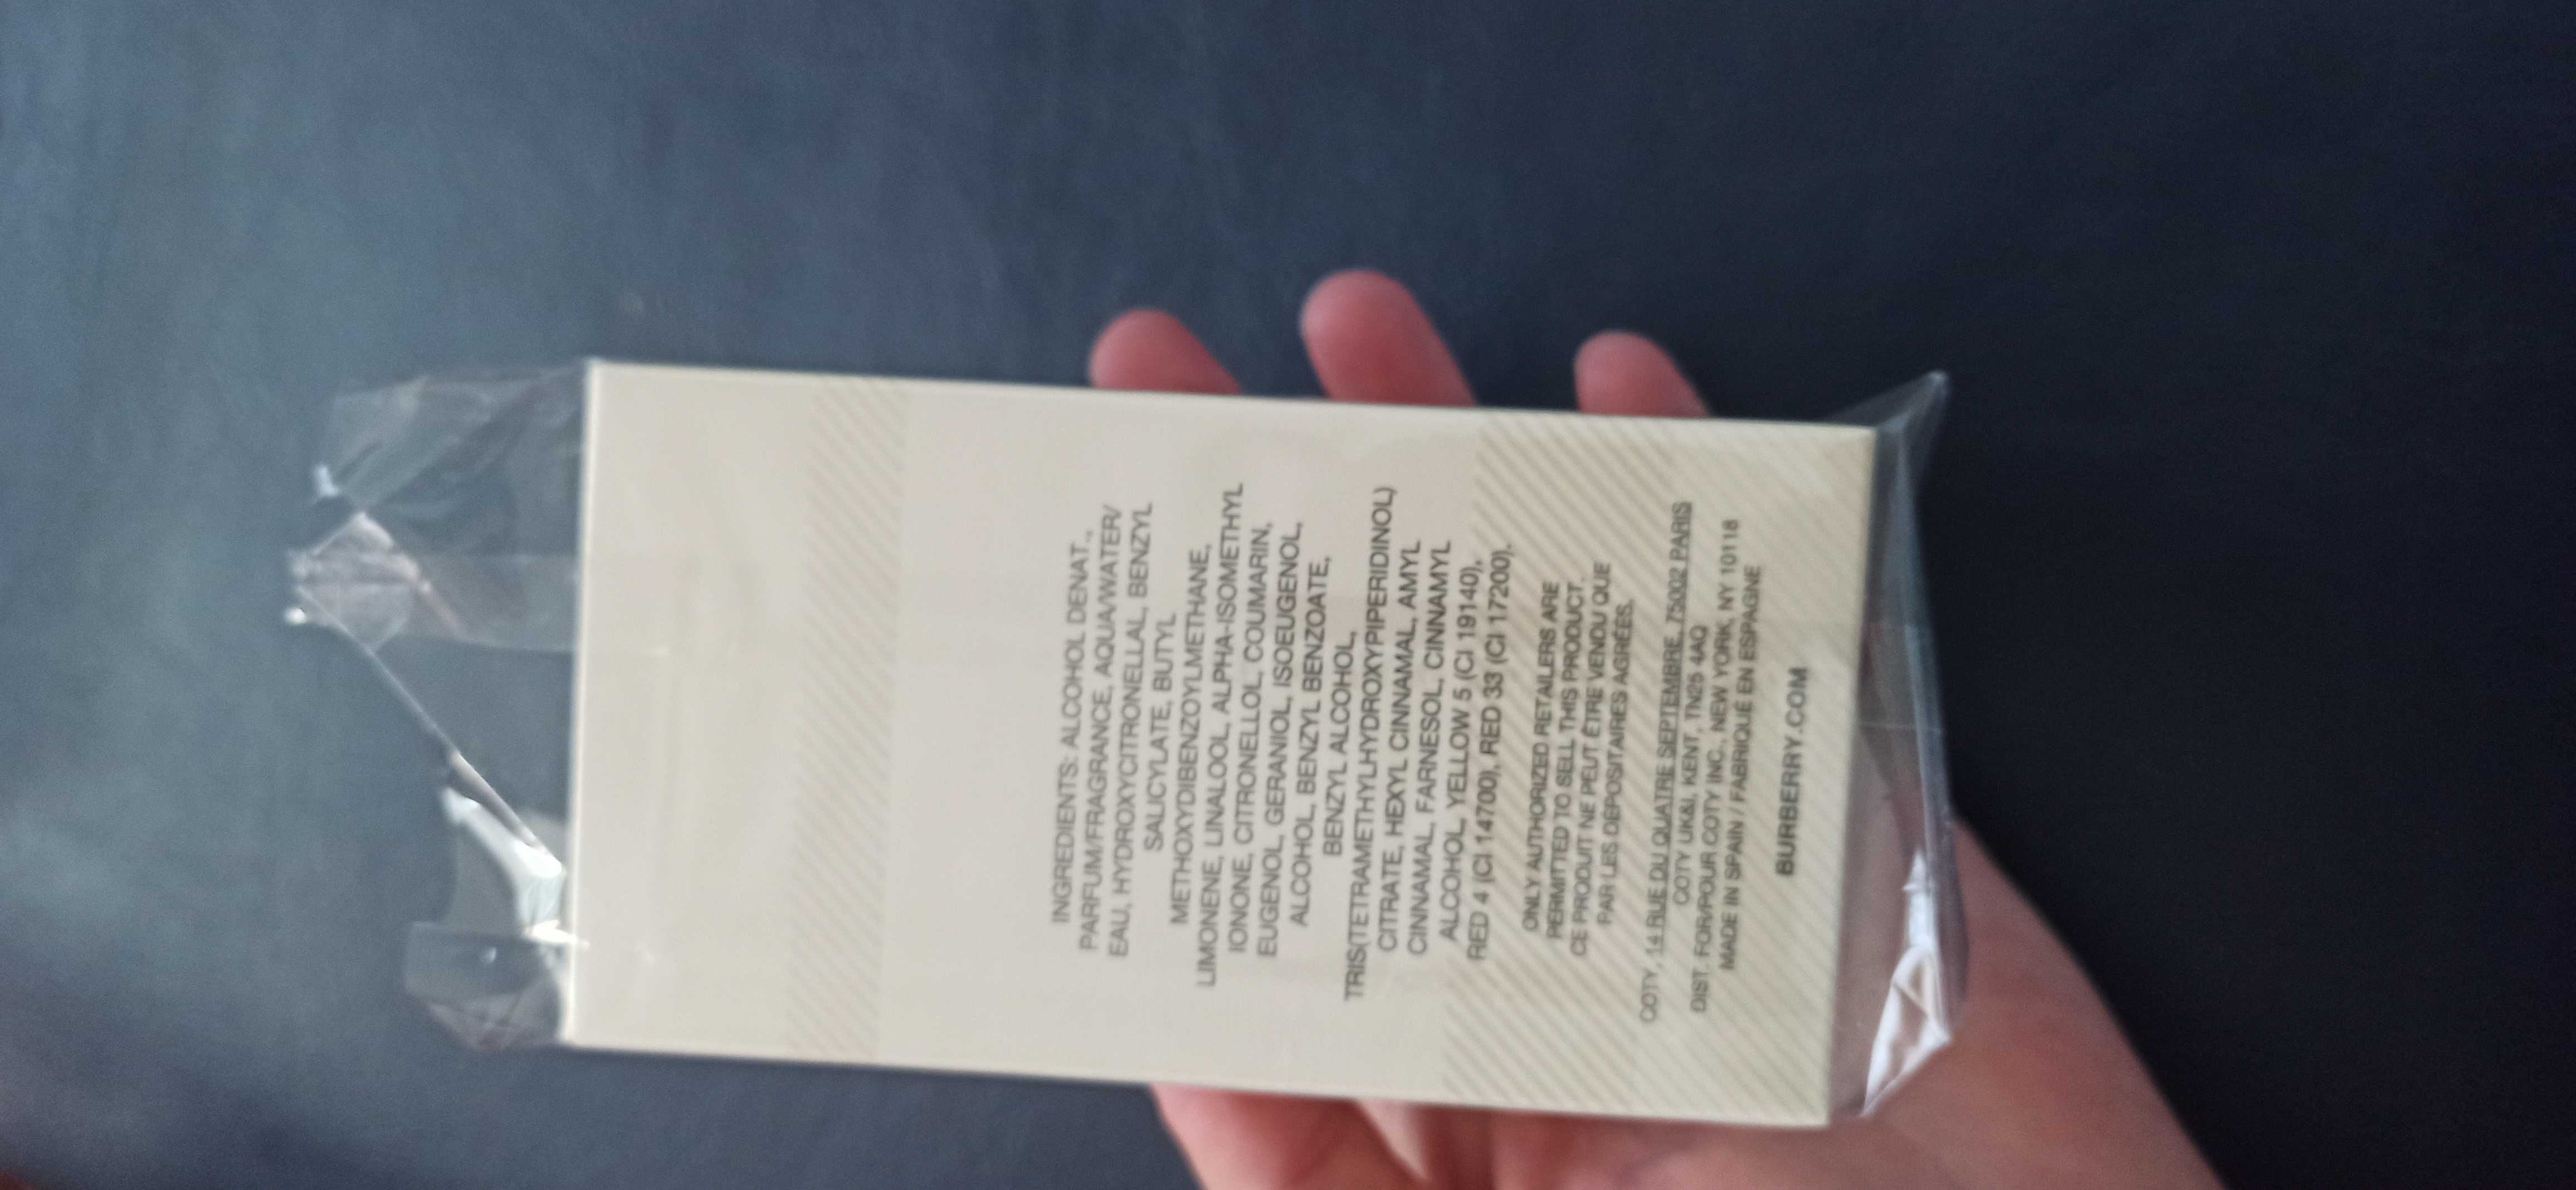 INGREDIENTS: ALCOHOL DENAT.,
PARFUM/FRAGRANCE, AQUA/WATER/
EAU, HYDROXYCITRONELLAL, BENZYL
SALICYLATE, BUTYL
METHOXYDIBENZOYLMETHANE,
LIMONENE, LINALOOL, ALPHA-ISOMETHYL
IONONE, CITRONELLOL, COUMARIN,
EUGENOL, GERANIOL, ISOEUGENOL,
ALCOHOL, BENZYL BENZOATE,
BENZYL ALCOHOL,
TRIS(TETRAMETHYLHYDROXYPIPERIDINOL)
CITRATE, HEXYL CINNAMAL, AMYL
CINNAMAL, FARNESOL, CINNAMYL
ALCOHOL, YELLOW 5 (CI 19140),
RED 4 (CI 14700), RED 33 (CI 17200).
ONLY AUTHORIZED RETAILERS ARE
PERMITTED TO SELL THIS PRODUCT.
CE PRODUIT NE PEUT ÊTRE VENDU QUE
PAR LES DÉPOSITAIRES AGRÉÉS.
COTY, 14 RUE DU QUATRE SEPTEMBRE, 75002 PARIS
COTY UK&I, KENT, TN25 4AQ
DIST. FOR/POUR COTY INC., NEW YORK, NY 10118
MADE IN SPAIN / FABRIQUÉ EN ESPAGNE
BURBERRY.COM